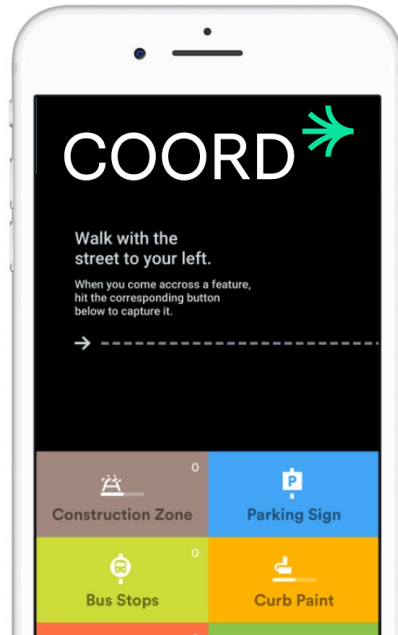 COORD
Walk with the
street to your left.
When you come accross a feature,
hit the corresponding button
below to capture it.
0
Construction Zone
P
Parking Sign
0
Bus Stops
Curb Paint